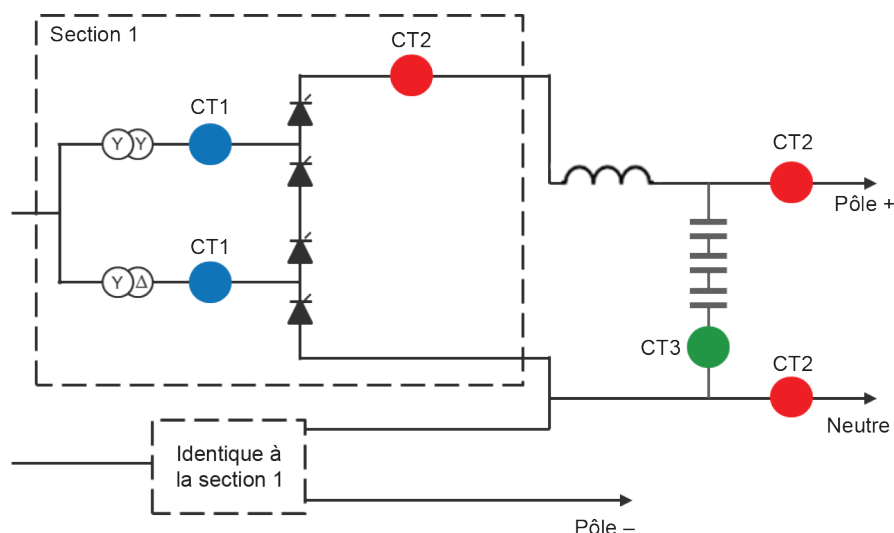 Section 1
CT2
CT1
Y Y
CT2
Pôle +
CT1
Y Δ
CT3
CT2
Neutre
Identique à
la section 1
Pôle –